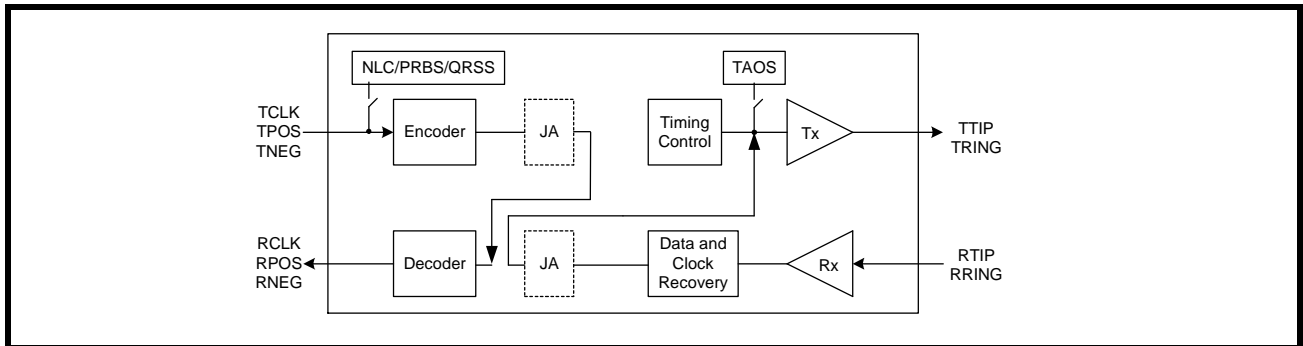 NLC/PRBS/QRSS
TAOS
TCLK
TPOS
TNEG
Encoder
JA
Timing
Control
Tx
TTIP
TRING
RCLK
RPOS
RNEG
Decoder
JA
Data and
Clock
Recovery
Rx
RTIP
RRING